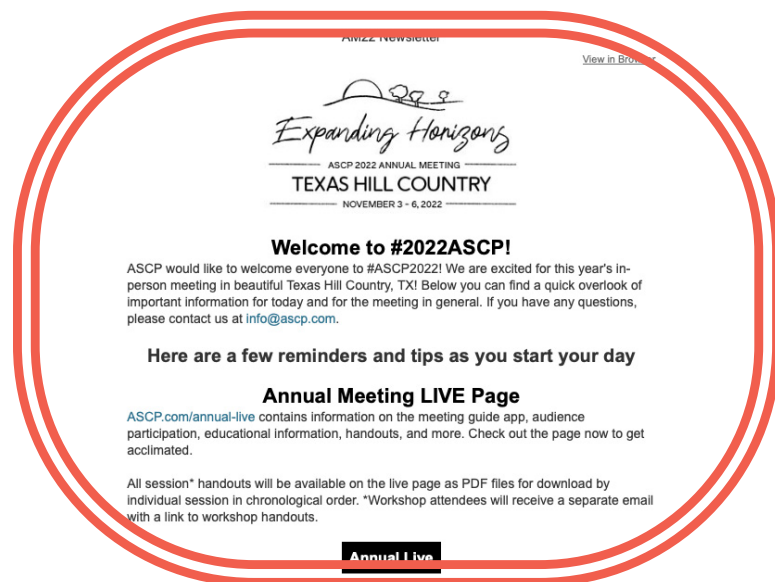 AM22 Newsletter
View in Browser
Expanding Horizons
ASCP 2022 ANNUAL MEETING
TEXAS HILL COUNTRY
NOVEMBER 3 - 6, 2022
Welcome to #2022ASCP!
ASCP would like to welcome everyone to #ASCP2022! We are excited for this year's in-
person meeting in beautiful Texas Hill Country, TX! Below you can find a quick overlook of
important information for today and for the meeting in general. If you have any questions,
please contact us at info@ascp.com.
Here are a few reminders and tips as you start your day
Annual Meeting LIVE Page
ASCP.com/annual-live contains information on the meeting guide app, audience
participation, educational information, handouts, and more. Check out the page now to get
acclimated.
All session* handouts will be available on the live page as PDF files for download by
individual session in chronological order. *Workshop attendees will receive a separate email
with a link to workshop handouts.
Annual Live